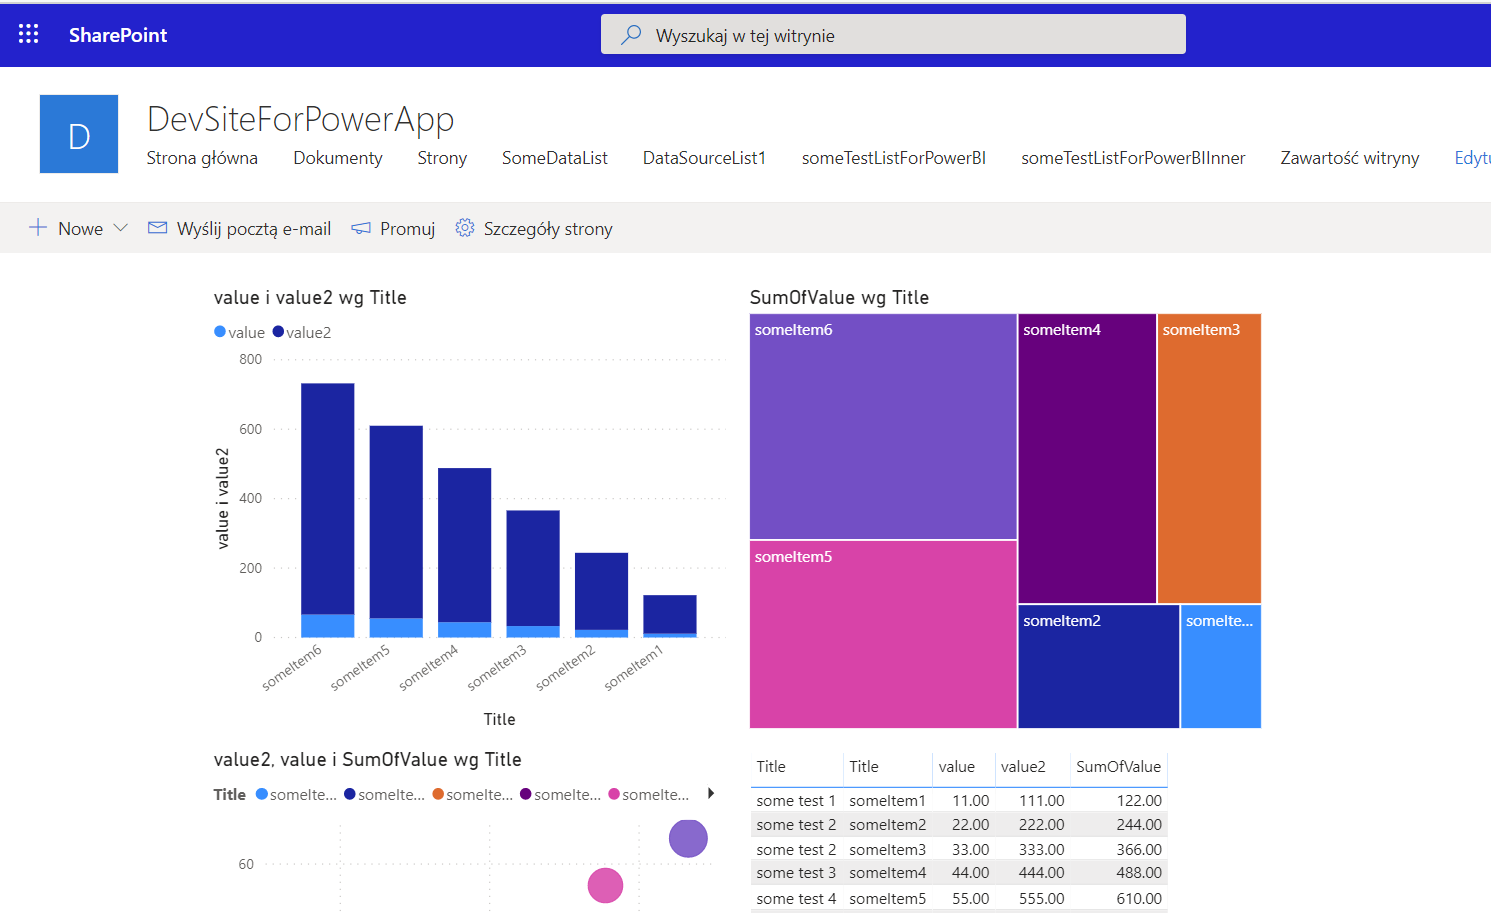 SharePoint
Wyszukaj w tej witrynie
D
DevSiteForPowerApp
Strona główna Dokumenty Strony SomeDataList DataSourceList1 someTestListForPowerBI someTestListForPowerBIInner Zawartość witryny Edytu
Nowe Wyślij pocztą e-mail Promuj Szczegóły strony
value i value2 wg Title
value value2
800
600
400
200
0
value i value2
someItem6 someItem5 someItem4 someItem3 someItem2 someItem1
Title
SumOfValue wg Title
someItem6 someItem4 someItem3
someItem5
someItem2 someIte...
value2, value i SumOfValue wg Title
Title someIte... someIte... someIte... someIte... someIte...
60
Title Title value value2 SumOfValue
some test 1 someItem1 11.00 111.00 122.00
some test 2 someItem2 22.00 222.00 244.00
some test 2 someItem3 33.00 333.00 366.00
some test 3 someItem4 44.00 444.00 488.00
some test 4 someItem5 55.00 555.00 610.00